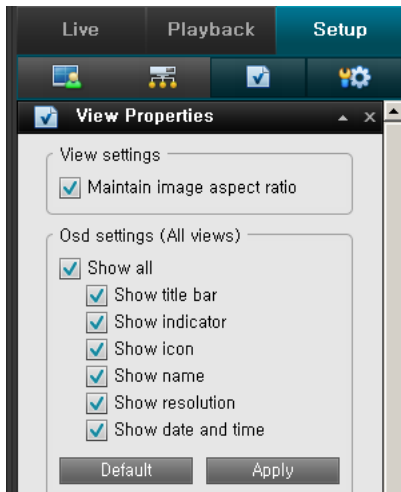 Live Playback Setup
View Properties
View settings
Maintain image aspect ratio
Osd settings (All views)
Show all
Show title bar
Show indicator
Show icon
Show name
Show resolution
Show date and time
Default Apply